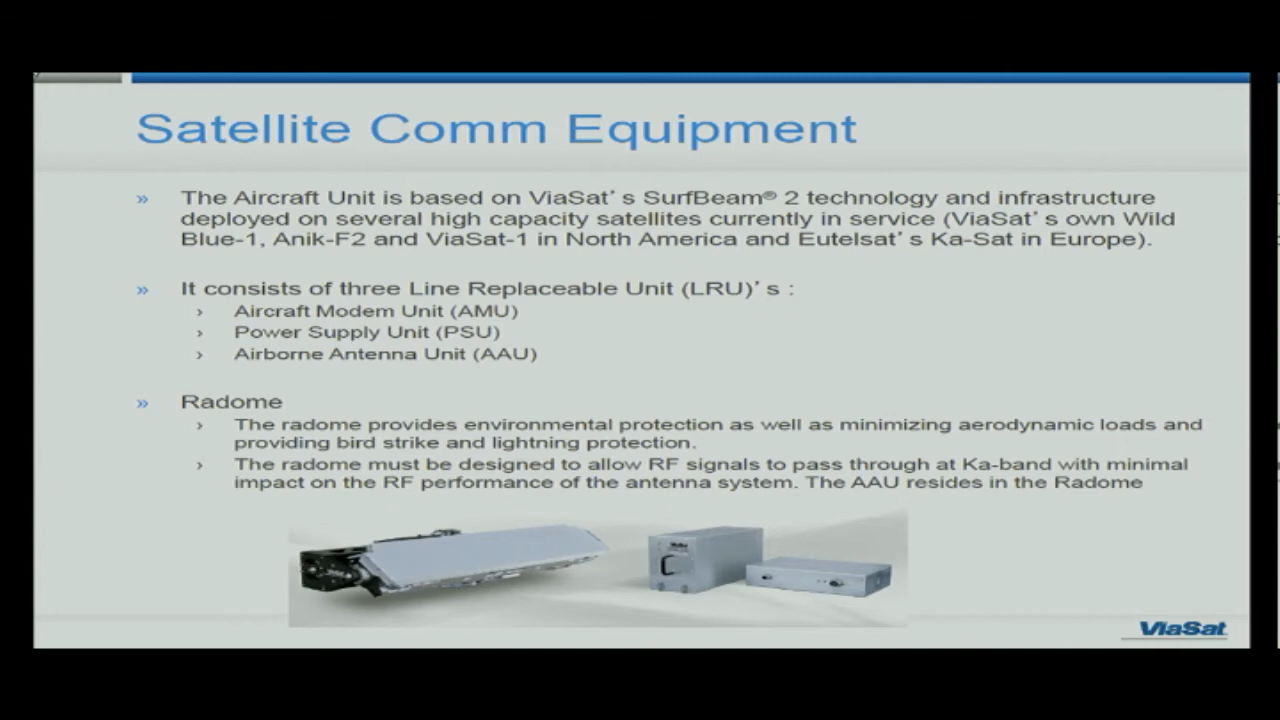 Satellite Comm Equipment
» The Aircraft Unit is based on ViaSat's SurfBeam® 2 technology and infrastructure
deployed on several high capacity satellites currently in service (ViaSat's own Wild
Blue-1, Anik-F2 and ViaSat-1 in North America and Eutelsat's Ka-Sat in Europe).
» It consists of three Line Replaceable Unit (LRU)'s :
› Aircraft Modem Unit (AMU)
› Power Supply Unit (PSU)
› Airborne Antenna Unit (AAU)
» Radome
› The radome provides environmental protection as well as minimizing aerodynamic loads and
providing bird strike and lightning protection.
› The radome must be designed to allow RF signals to pass through at Ka-band with minimal
impact on the RF performance of the antenna system. The AAU resides in the Radome
ViaSat